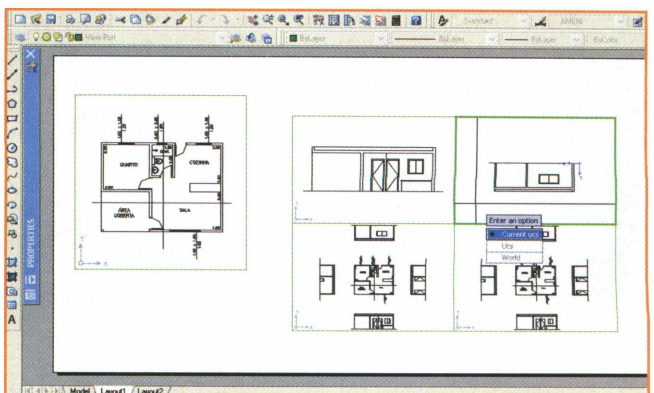 Standard
AMENI
View Port
ByLayer
ByLayer
ByLayer
ByColor
PROPERTIES
QUARTO
COZINHA
ÁREA
COBERTA
SALA
Enter an option
Current ucs
Ucs
World
A
Model
Layout1
Layout2